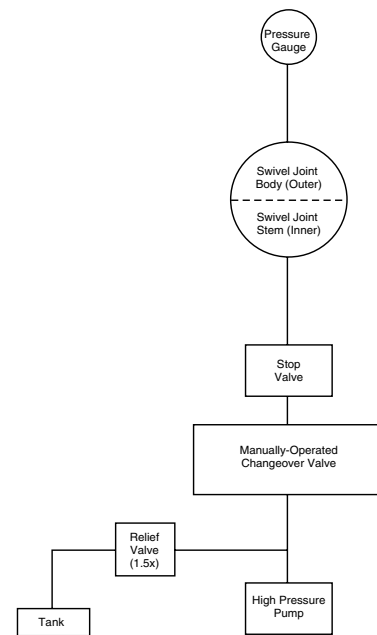 Pressure
Gauge
Swivel Joint
Body (Outer)
Swivel Joint
Stem (Inner)
Stop
Valve
Manually-Operated
Changeover Valve
Relief
Valve
(1.5x)
High Pressure
Pump
Tank